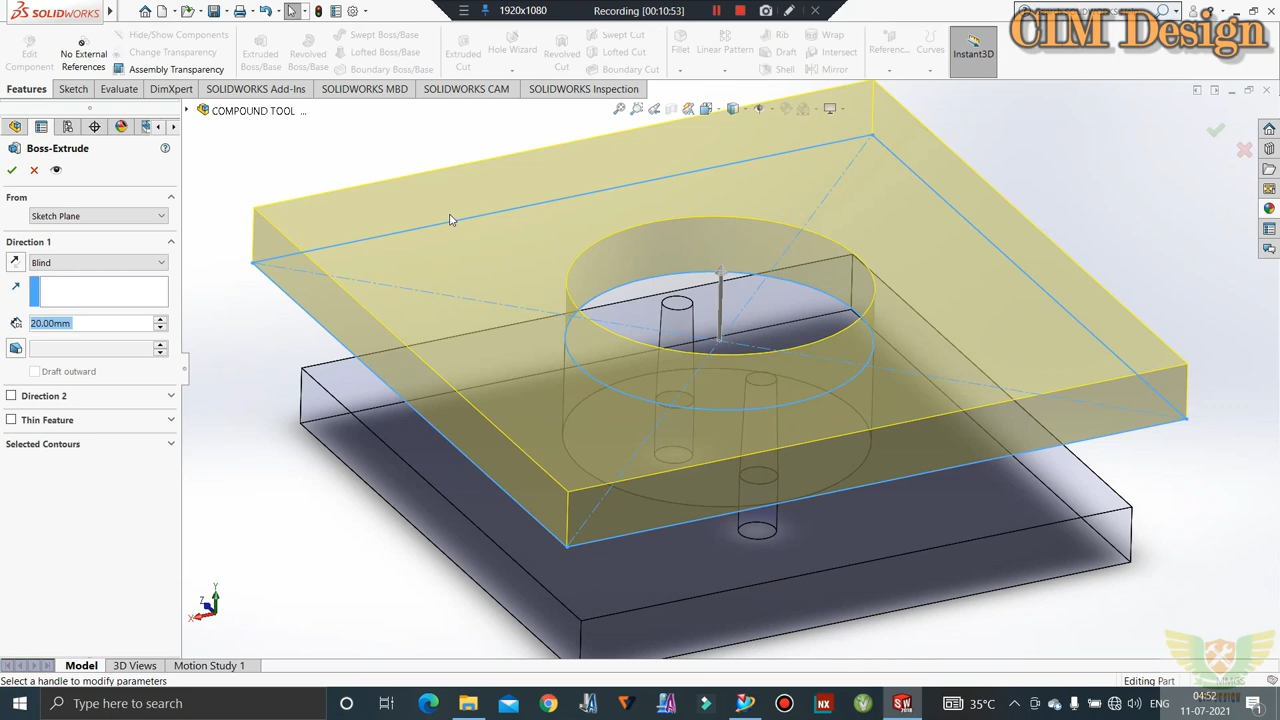 SOLIDWORKS
1920x1080
Recording [00:10:53]
CIM Design
Edit Component
No External References
Hide/Show Components
Change Transparency
Assembly Transparency
Extruded Boss/Base
Revolved Boss/Base
Swept Boss/Base
Lofted Boss/Base
Boundary Boss/Base
Extruded Cut
Hole Wizard
Revolved Cut
Swept Cut
Lofted Cut
Boundary Cut
Fillet
Linear Pattern
Rib
Draft
Shell
Wrap
Intersect
Mirror
Referenc...
Curves
Instant3D
Features
Sketch
Evaluate
DimXpert
SOLIDWORKS Add-Ins
SOLIDWORKS MBD
SOLIDWORKS CAM
SOLIDWORKS Inspection
COMPOUND TOOL ...
Boss-Extrude
From
Sketch Plane
Direction 1
Blind
20.00mm
Draft outward
Direction 2
Thin Feature
Selected Contours
Y
Z
X
Model
3D Views
Motion Study 1
Select a handle to modify parameters
Editing Part
Type here to search
NX
SW
35°C
ENG
04:52
11-07-2021